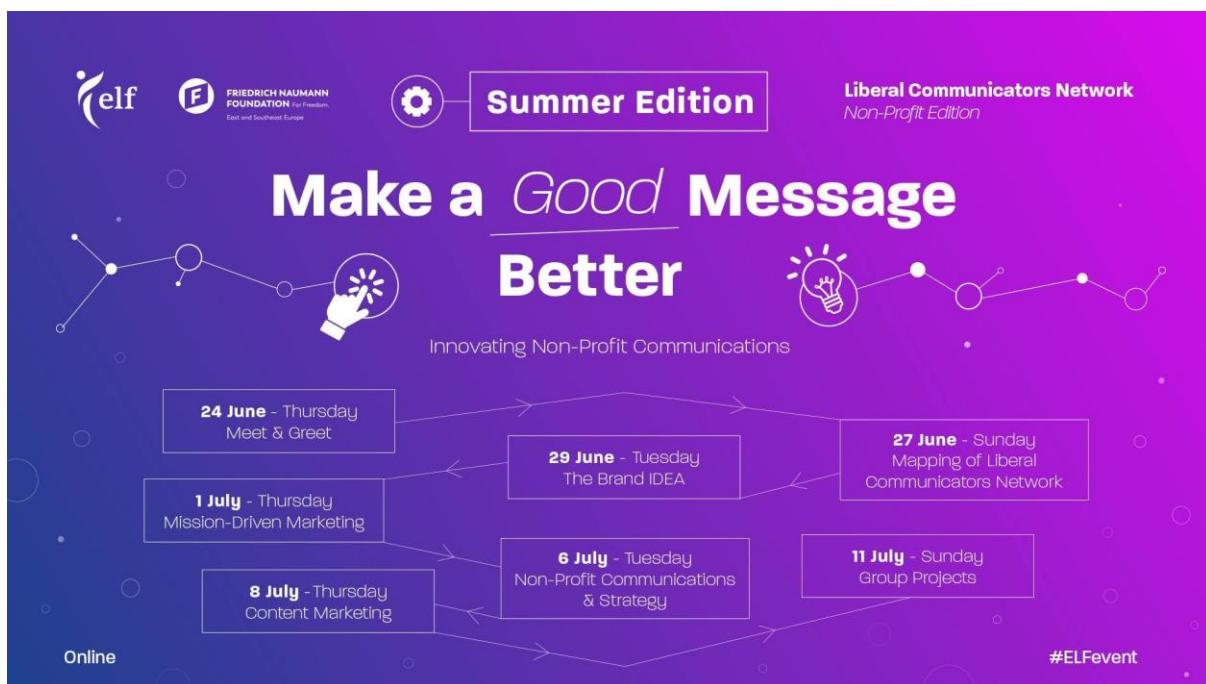 elf
FRIEDRICH NAUMANN
FOUNDATION For Freedom.
East and Southeast Europe
Summer Edition
Liberal Communicators Network
Non-Profit Edition
Make a Good Message
Better
Innovating Non-Profit Communications
24 June - Thursday
Meet & Greet
27 June - Sunday
Mapping of Liberal
Communicators Network
29 June - Tuesday
The Brand IDEA
1 July - Thursday
Mission-Driven Marketing
6 July - Tuesday
Non-Profit Communications
& Strategy
8 July - Thursday
Content Marketing
11 July - Sunday
Group Projects
Online
#ELFevent